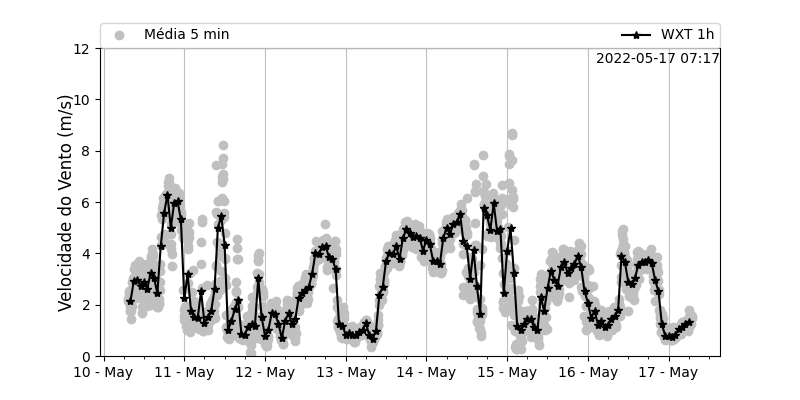 Média 5 min
WXT 1h
2022-05-17 07:17
Velocidade do Vento (m/s)
12
10
8
6
4
2
0
10 - May
11 - May
12 - May
13 - May
14 - May
15 - May
16 - May
17 - May